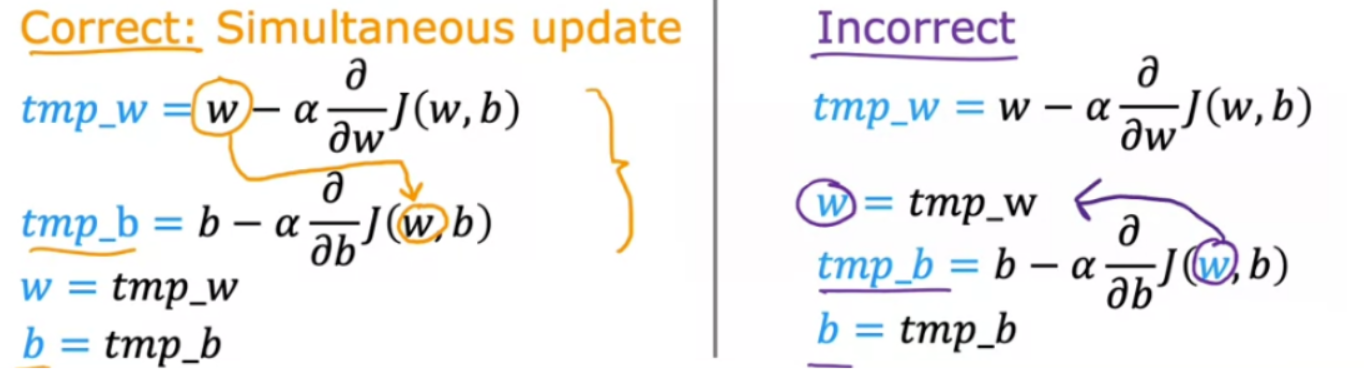 Correct: Simultaneous update
tmp_w = w − α ∂/∂w J(w, b)
tmp_b = b − α ∂/∂b J(w, b)
w = tmp_w
b = tmp_b
Incorrect
tmp_w = w − α ∂/∂w J(w, b)
w = tmp_w
tmp_b = b − α ∂/∂b J(w, b)
b = tmp_b